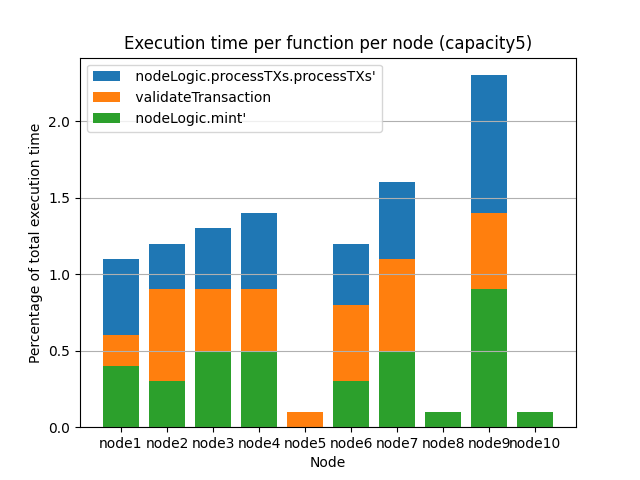 Execution time per function per node (capacity5)
nodeLogic.processTXs.processTXs'
validateTransaction
nodeLogic.mint'
Percentage of total execution time
2.0
1.5
1.0
0.5
0.0
node1 node2 node3 node4 node5 node6 node7 node8 node9 node10
Node